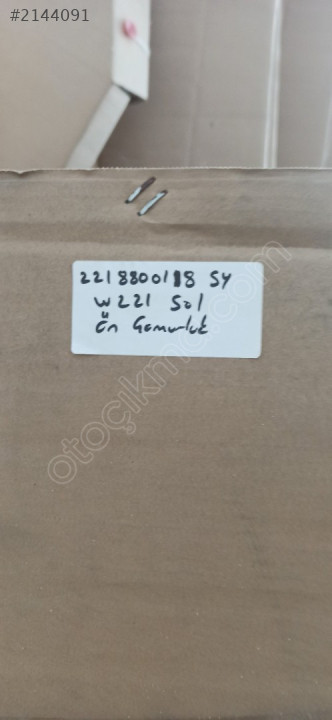 #2144091
2218800118 SY
W221 Sol
ön Gamurluk
otoçıkma.com